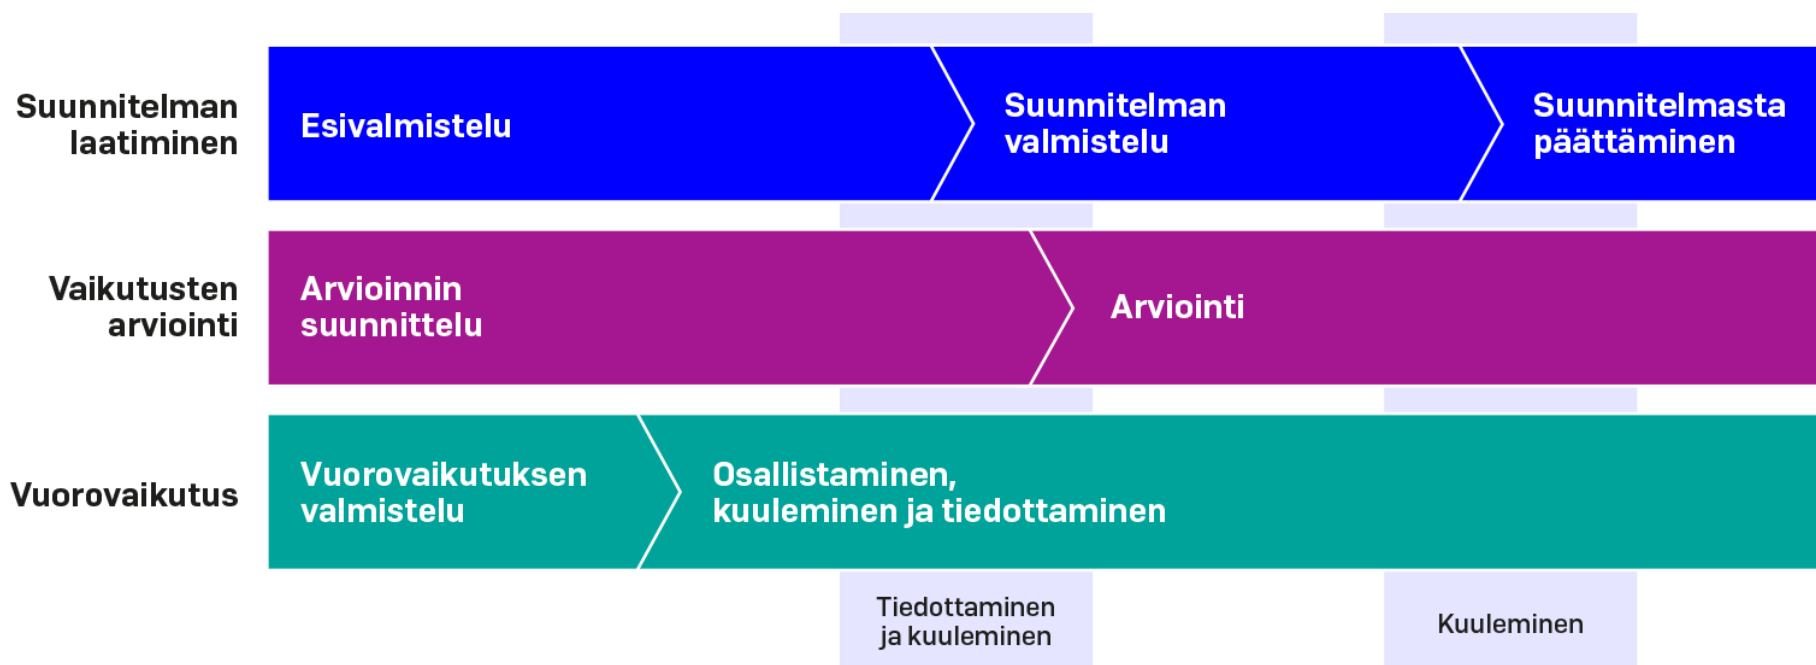 Suunnitelman
laatiminen
Esivalmistelu
Suunnitelman
valmistelu
Suunnitelmasta
päättäminen
Vaikutusten
arviointi
Arvioinnin
suunnittelu
Arviointi
Vuorovaikutus
Vuorovaikutuksen
valmistelu
Osallistaminen,
kuuleminen ja tiedottaminen
Tiedottaminen
ja kuuleminen
Kuuleminen